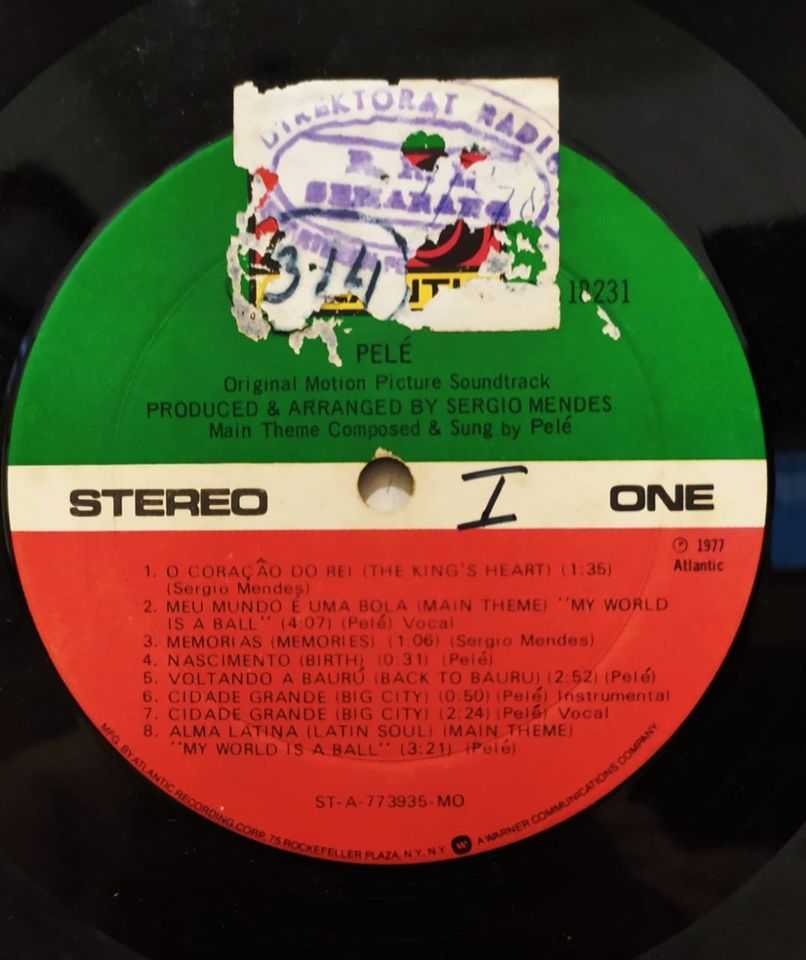 DIREKTORAT RADIO
SEMARANG
3.141
18231
PELÉ
Original Motion Picture Soundtrack
PRODUCED & ARRANGED BY SERGIO MENDES
Main Theme Composed & Sung by Pelé
STEREO
I
ONE
℗ 1977
Atlantic
1. O CORAÇÂO DO REI (THE KING'S HEART) (1:35)
(Sergio Mendes)
2. MEU MUNDO É UMA BOLA (MAIN THEME) "MY WORLD
IS A BALL" (4:07) (Pelé) Vocal
3. MEMORIAS (MEMORIES) (1:06) (Sergio Mendes)
4. NASCIMENTO (BIRTH) (0:31) (Pelé)
5. VOLTANDO A BAURÚ (BACK TO BAURU) (2:52) (Pelé)
6. CIDADE GRANDE (BIG CITY) (0:50) (Pelé) Instrumental
7. CIDADE GRANDE (BIG CITY) (2:24) (Pelé) Vocal
8. ALMA LATINA (LATIN SOUL) (MAIN THEME)
"MY WORLD IS A BALL" (3:21) (Pelé)
ST-A-773935-MO
MFG. BY ATLANTIC RECORDING CORP. 75 ROCKEFELLER PLAZA, N.Y., N.Y. A WARNER COMMUNICATIONS COMPANY